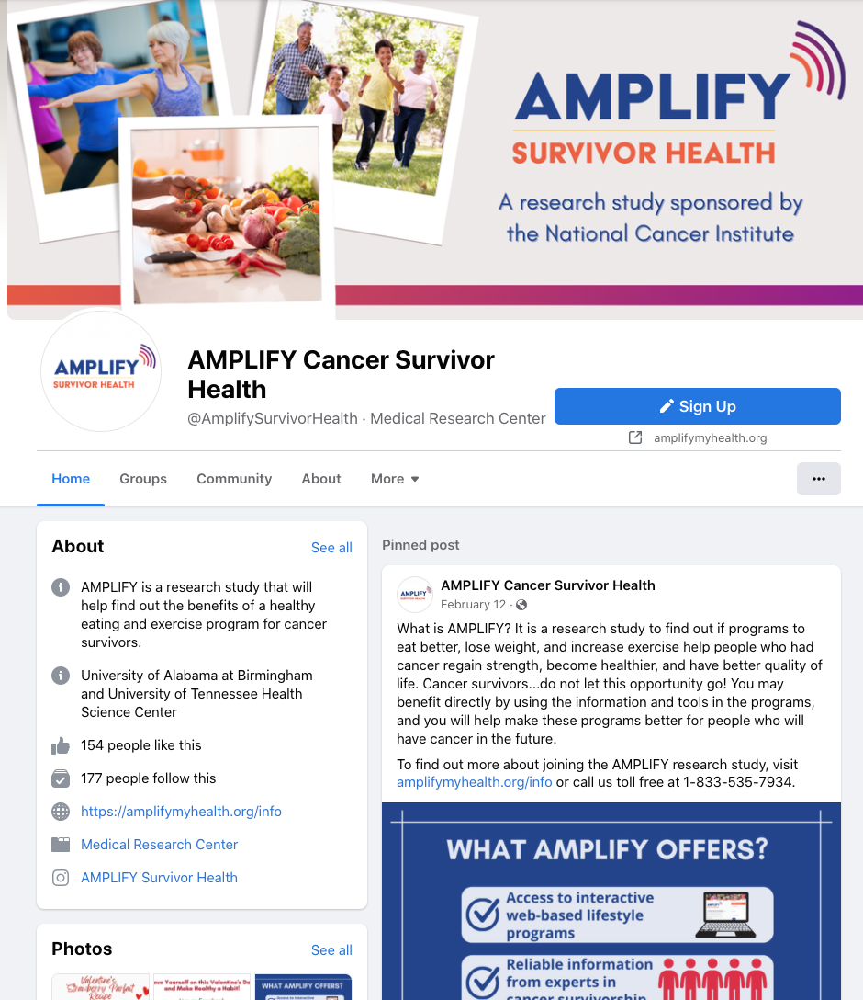 AMPLIFY
SURVIVOR HEALTH
A research study sponsored by
the National Cancer Institute
AMPLIFY
SURVIVOR HEALTH
AMPLIFY Cancer Survivor
Health
@AmplifySurvivorHealth · Medical Research Center
Sign Up
amplifymyhealth.org
Home
Groups
Community
About
More
About
See all
AMPLIFY is a research study that will
help find out the benefits of a healthy
eating and exercise program for cancer
survivors.
University of Alabama at Birmingham
and University of Tennessee Health
Science Center
154 people like this
177 people follow this
https://amplifymyhealth.org/info
Medical Research Center
AMPLIFY Survivor Health
Photos
See all
Valentine's
Strawberry Parfait
Recipe
ve Yourself on this Valentine's Da
and Make Healthy a Habit!
WHAT AMPLIFY OFFERS?
Pinned post
AMPLIFY
SURVIVOR HEALTH
AMPLIFY Cancer Survivor Health
February 12 ·
What is AMPLIFY? It is a research study to find out if programs to
eat better, lose weight, and increase exercise help people who had
cancer regain strength, become healthier, and have better quality of
life. Cancer survivors...do not let this opportunity go! You may
benefit directly by using the information and tools in the programs,
and you will help make these programs better for people who will
have cancer in the future.
To find out more about joining the AMPLIFY research study, visit
amplifymyhealth.org/info or call us toll free at 1-833-535-7934.
WHAT AMPLIFY OFFERS?
Access to interactive
web-based lifestyle
programs
Reliable information
from experts in
cancer survivorship